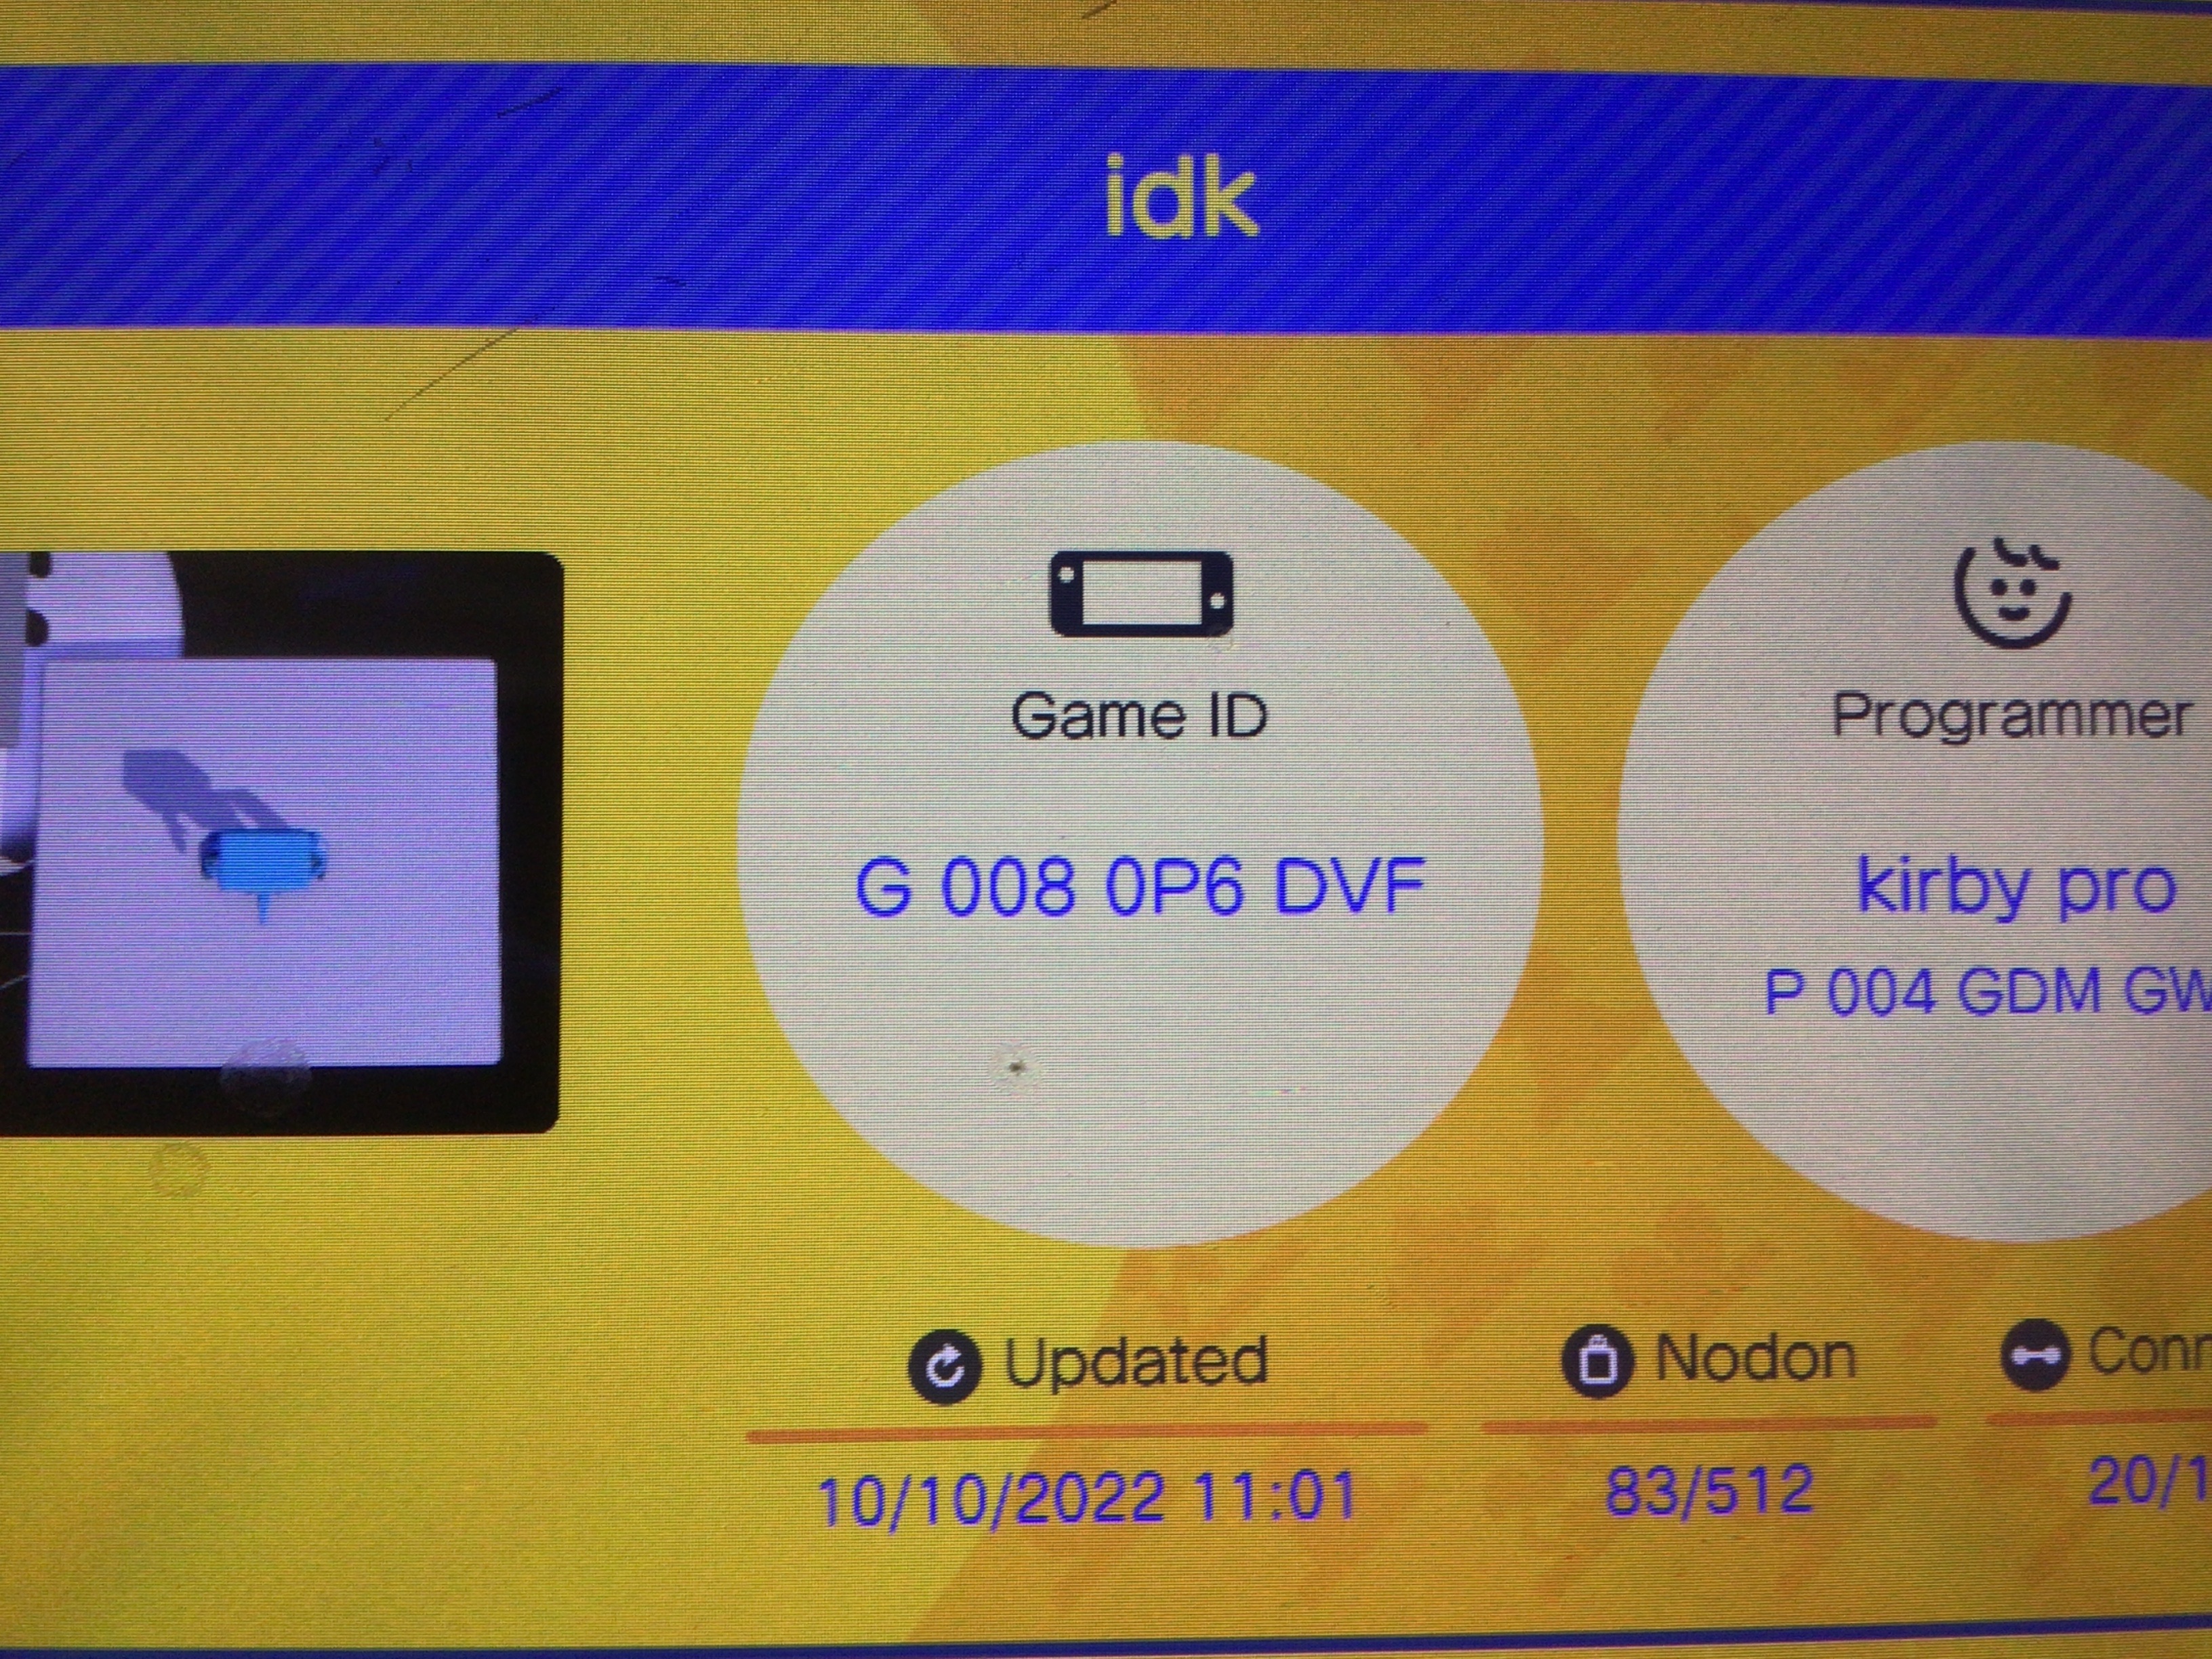 idk
Game ID
G 008 0P6 DVF
Programmer
kirby pro
P 004 GDM GW
Updated
10/10/2022 11:01
Nodon
83/512
Conn
20/1